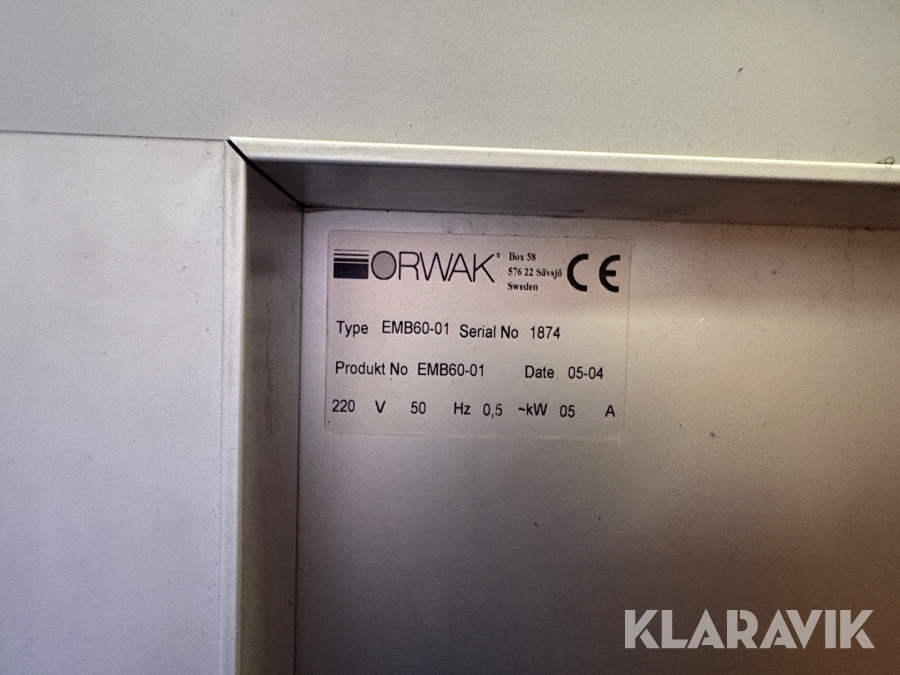 ORWAK
Box 58
576 22 Sävsjö
Sweden
CE
Type EMB60-01 Serial No 1874
Produkt No EMB60-01 Date 05-04
220 V 50 Hz 0,5 ~kW 05 A
KLARAVIK